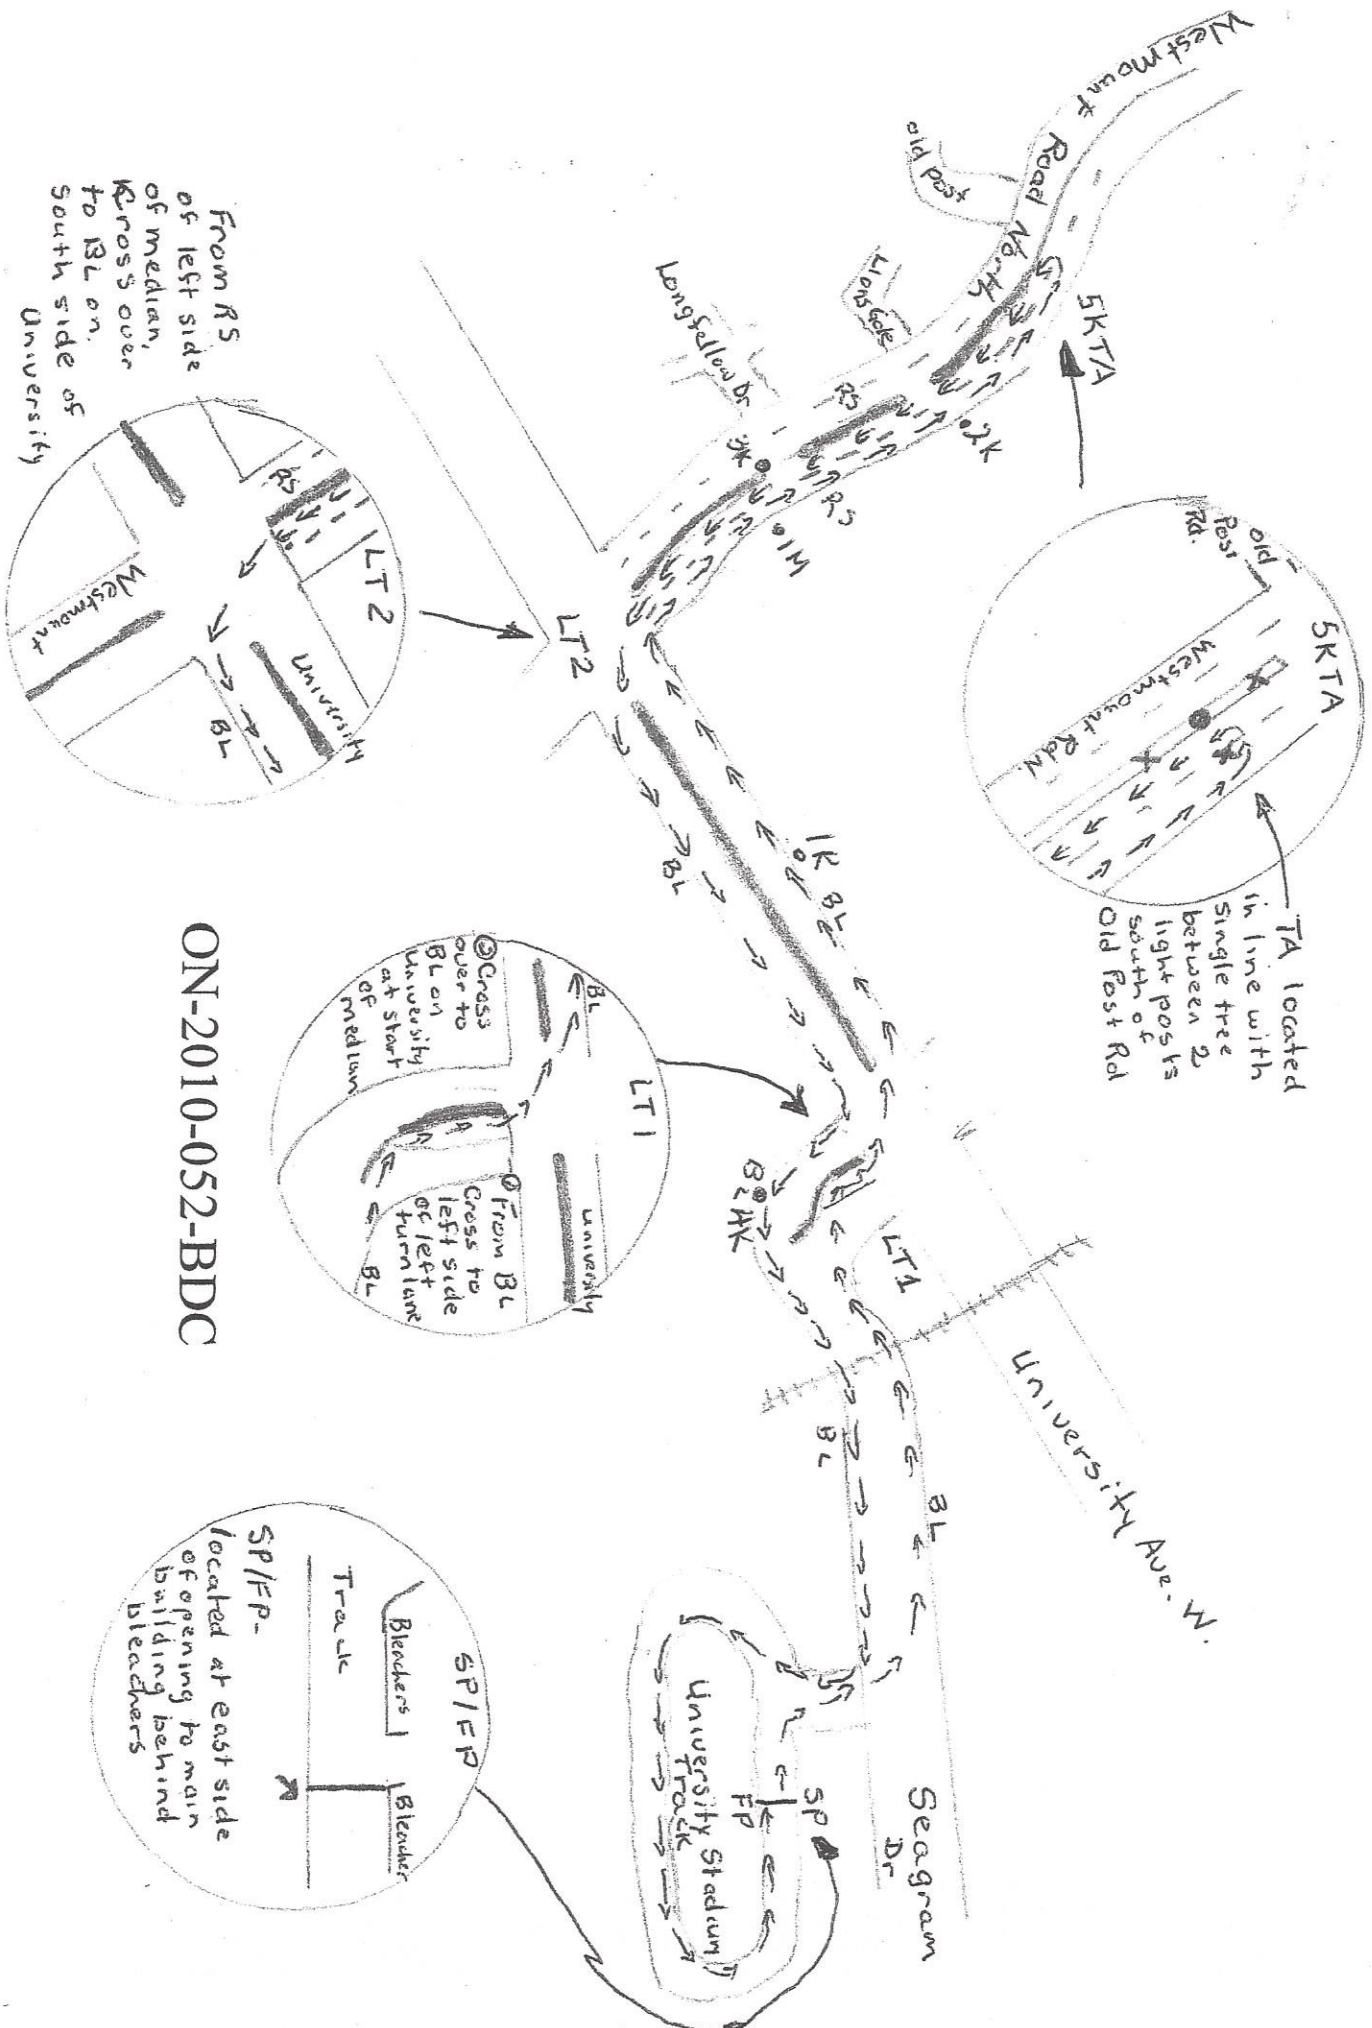 Westmount Road North
old post
Lions Gate
Longfellow Dr.
5KTA
.2K
RS
RS
3K
.1M
LT2
1K
BL
BL
LT1
BL
4K
BL
BL
University Ave. W.
Seagram
Dr
SP
FP
University Stadium
Track
5KTA
Old
Post
Rd.
Westmount Rd N.
TA located
in line with
single tree
between 2
light posts
south of
Old Post Rd
LT 2
RS
University
Westmount
BL
From RS
of left side
of median,
cross over
to BL on
south side of
University
LT1
BL
University
BL
① From BL
cross to
left side
of left
turn lane
② Cross
over to
BL on
University
at start
of
median
SP/FP
Bleachers
Bleacher
Track
SP/FP-
located at east side
of opening to main
building behind
bleachers
ON-2010-052-BDC